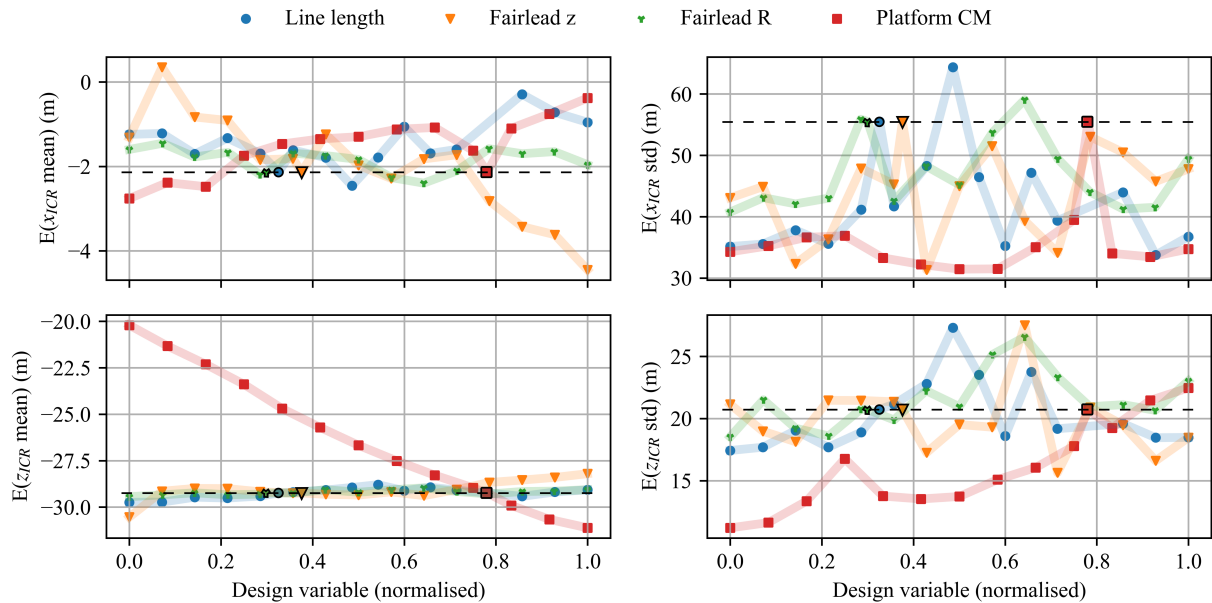 Line length Fairlead z Fairlead R Platform CM
E(x_ICR mean) (m)
0
−2
−4
E(x_ICR std) (m)
60
50
40
30
E(z_ICR mean) (m)
−20.0
−22.5
−25.0
−27.5
−30.0
0.0 0.2 0.4 0.6 0.8 1.0
Design variable (normalised)
E(z_ICR std) (m)
25
20
15
0.0 0.2 0.4 0.6 0.8 1.0
Design variable (normalised)